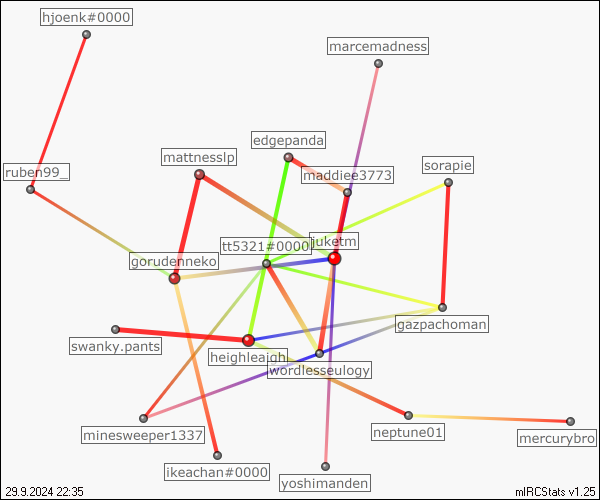 hjoenk#0000
marcemadness
edgepanda
mattnesslp
maddiee3773
sorapie
ruben99_
tt5321#0000
juketm
gorudenneko
gazpachoman
swanky.pants
heighleaigh
wordlesseulogy
minesweeper1337
neptune01
mercurybro
ikeachan#0000
yoshimanden
29.9.2024 22:35
mIRCStats v1.25